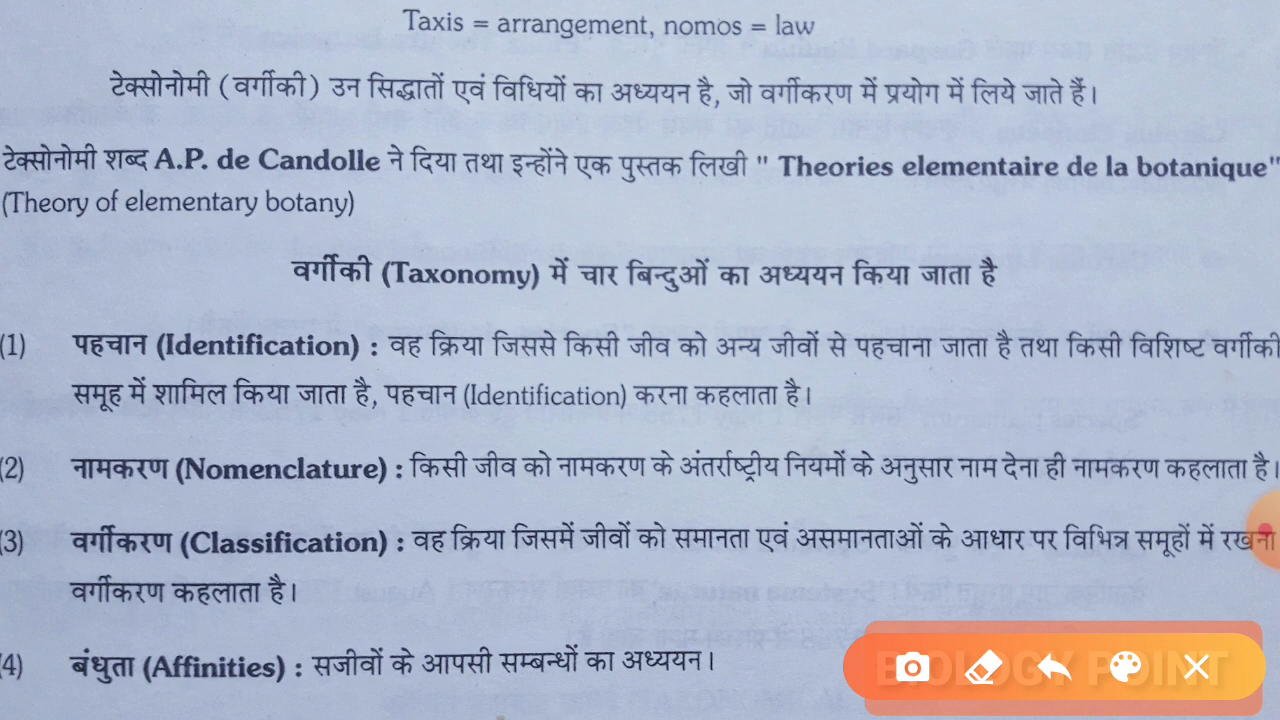 Taxis = arrangement, nomos = law
टेक्सोनोमी (वर्गीकी) उन सिद्धातों एवं विधियों का अध्ययन है, जो वर्गीकरण में प्रयोग में लिये जाते हैं।
टेक्सोनोमी शब्द A.P. de Candolle ने दिया तथा इन्होंने एक पुस्तक लिखी " Theories elementaire de la botanique"
(Theory of elementary botany)
वर्गीकी (Taxonomy) में चार बिन्दुओं का अध्ययन किया जाता है
(1) पहचान (Identification) : वह क्रिया जिससे किसी जीव को अन्य जीवों से पहचाना जाता है तथा किसी विशिष्ट वर्गीकी
समूह में शामिल किया जाता है, पहचान (Identification) करना कहलाता है।
(2) नामकरण (Nomenclature) : किसी जीव को नामकरण के अंतर्राष्ट्रीय नियमों के अनुसार नाम देना ही नामकरण कहलाता है।
(3) वर्गीकरण (Classification) : वह क्रिया जिसमें जीवों को समानता एवं असमानताओं के आधार पर विभिन्न समूहों में रखना
वर्गीकरण कहलाता है।
(4) बंधुता (Affinities) : सजीवों के आपसी सम्बन्धों का अध्ययन।
BIOLOGY POINT